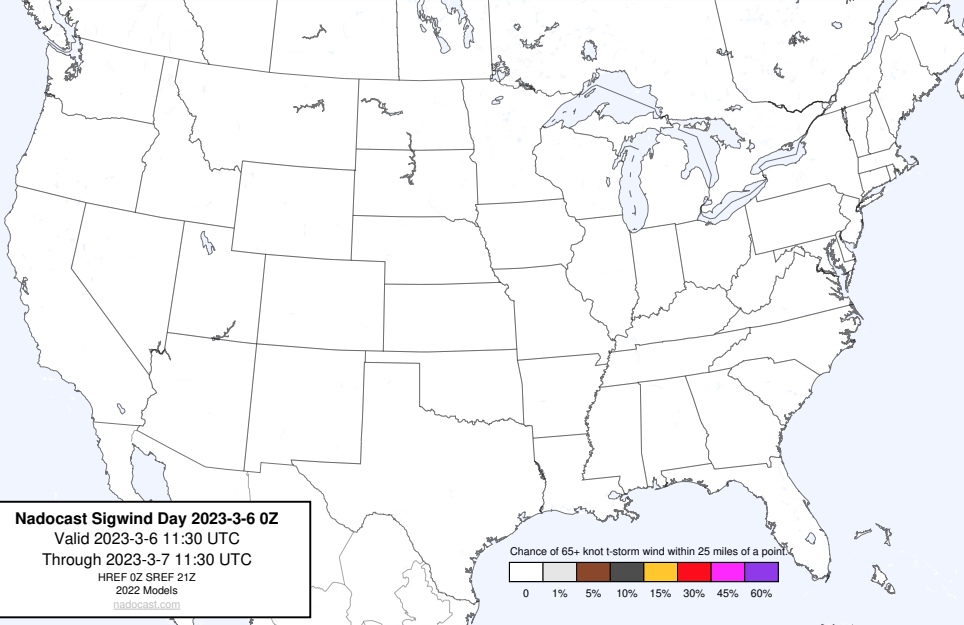 Nadocast Sigwind Day 2023-3-6 0Z
Valid 2023-3-6 11:30 UTC
Through 2023-3-7 11:30 UTC
HREF 0Z SREF 21Z
2022 Models
nadocast.com
Chance of 65+ knot t-storm wind within 25 miles of a point.
0 1% 5% 10% 15% 30% 45% 60%